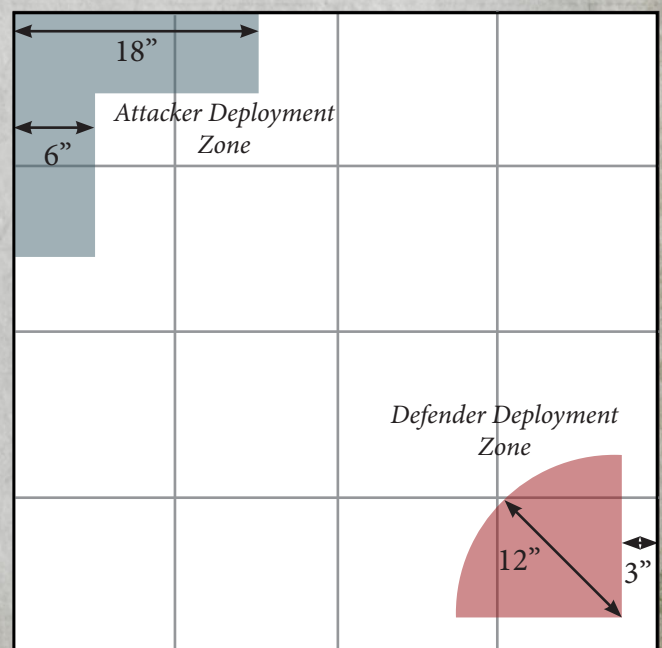 18”
Attacker Deployment
Zone
6”
Defender Deployment
Zone
12”
3”